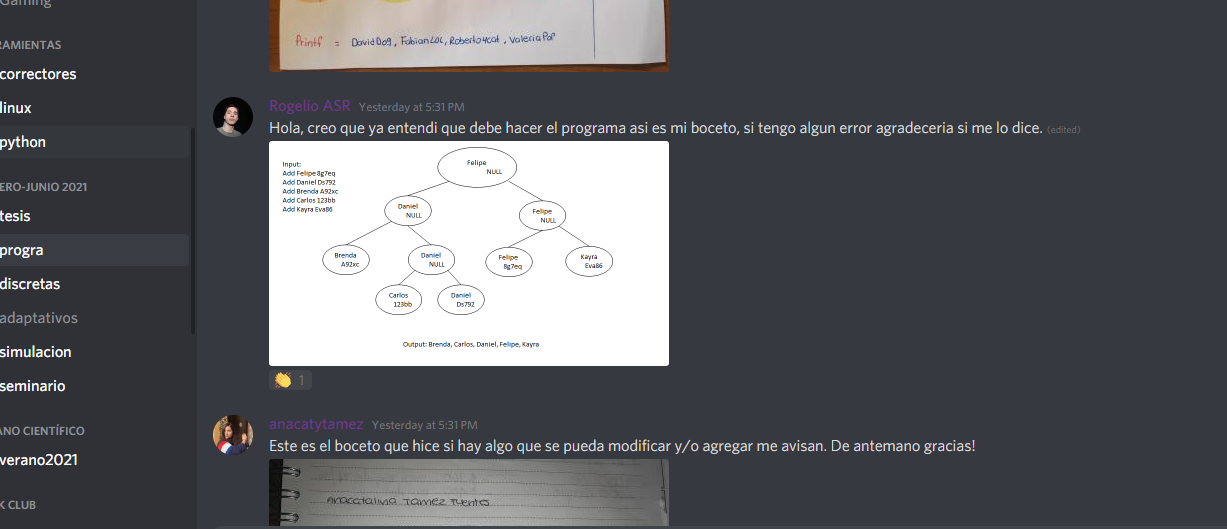 Gaming
RAMIENTAS
correctores
linux
python
ERO-JUNIO 2021
tesis
progra
discretas
adaptativos
simulacion
seminario
ANO CIENTÍFICO
verano2021
K CLUB
Printf = DavidDog, FabianLOL, Roberto4cat, ValeriaPoP
Rogelio ASR Yesterday at 5:31 PM
Hola, creo que ya entendi que debe hacer el programa asi es mi boceto, si tengo algun error agradeceria si me lo dice. (edited)
Input:
Add Felipe 8g7eq
Add Daniel Ds792
Add Brenda A92xc
Add Carlos 123bb
Add Kayra Eva86
Felipe
NULL
Daniel
NULL
Felipe
NULL
Brenda
A92xc
Daniel
NULL
Felipe
8g7eq
Kayra
Eva86
Carlos
123bb
Daniel
Ds792
Output: Brenda, Carlos, Daniel, Felipe, Kayra
1
anacatytamez Yesterday at 5:31 PM
Este es el boceto que hice si hay algo que se pueda modificar y/o agregar me avisan. De antemano gracias!
Anacatalina Tamez Fuentes